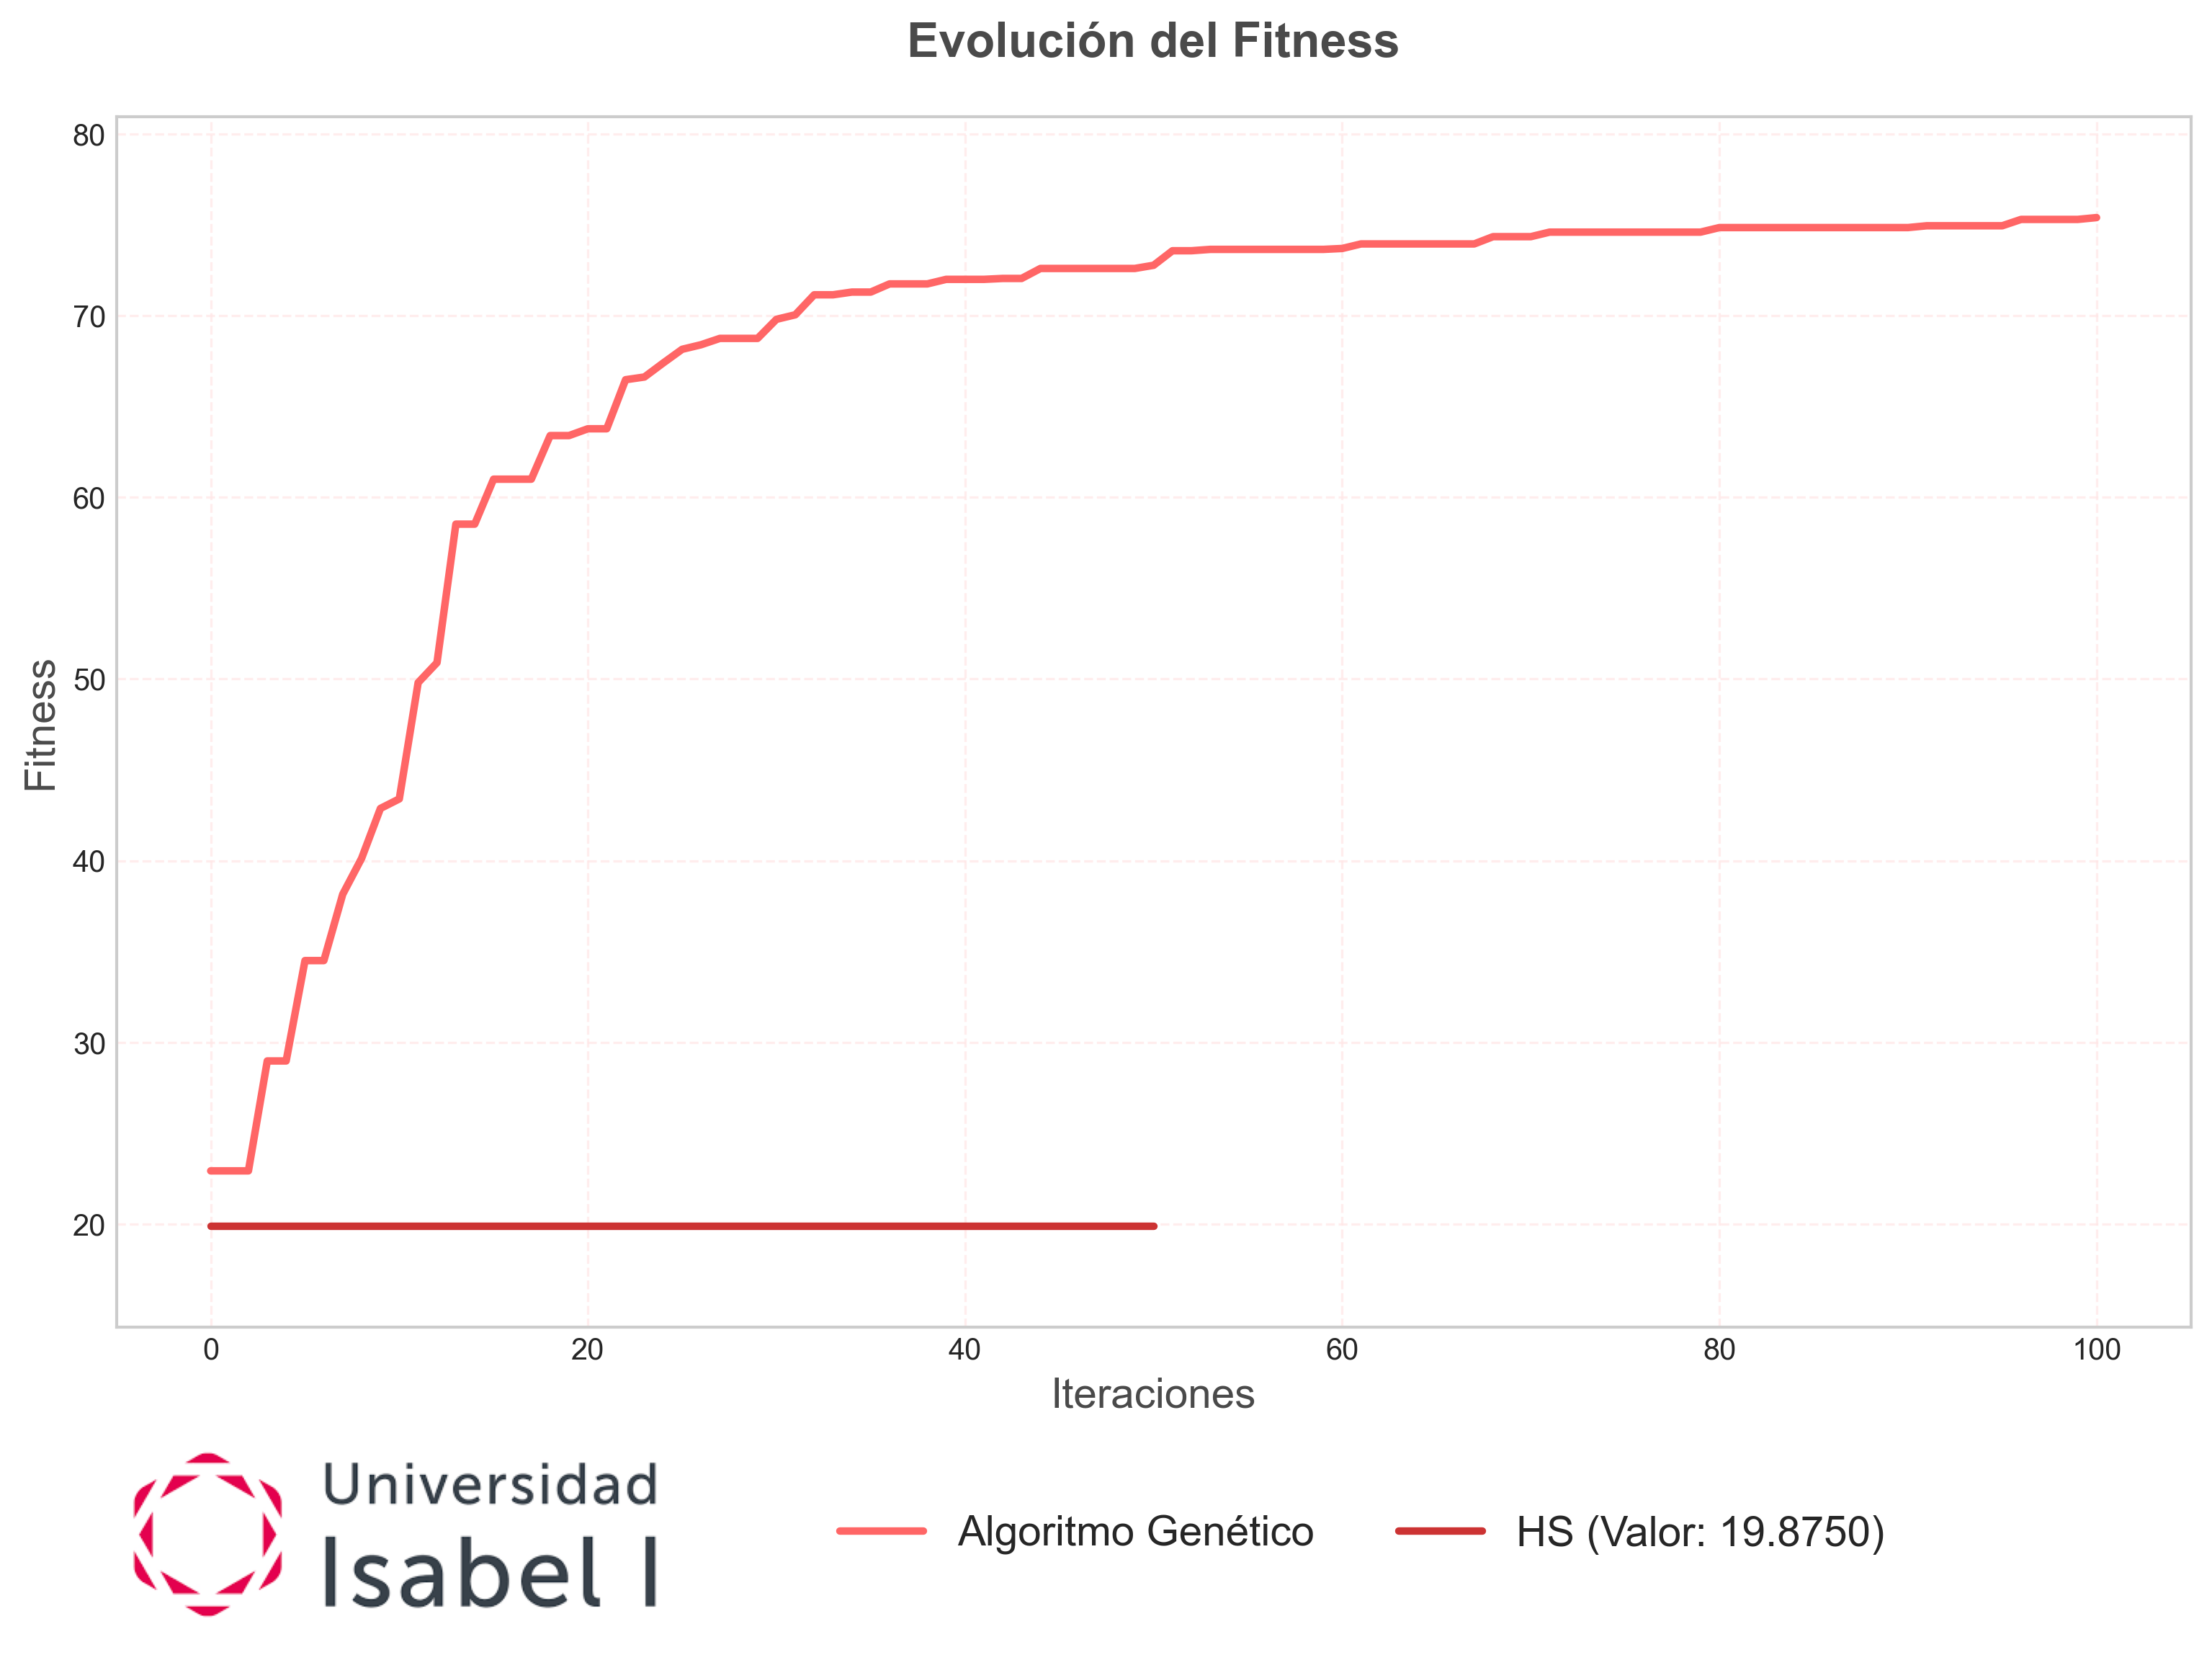 Evolución del Fitness
80
70
60
50
40
30
20
Fitness
0 20 40 60 80 100
Iteraciones
Universidad
Isabel I
Algoritmo Genético HS (Valor: 19.8750)